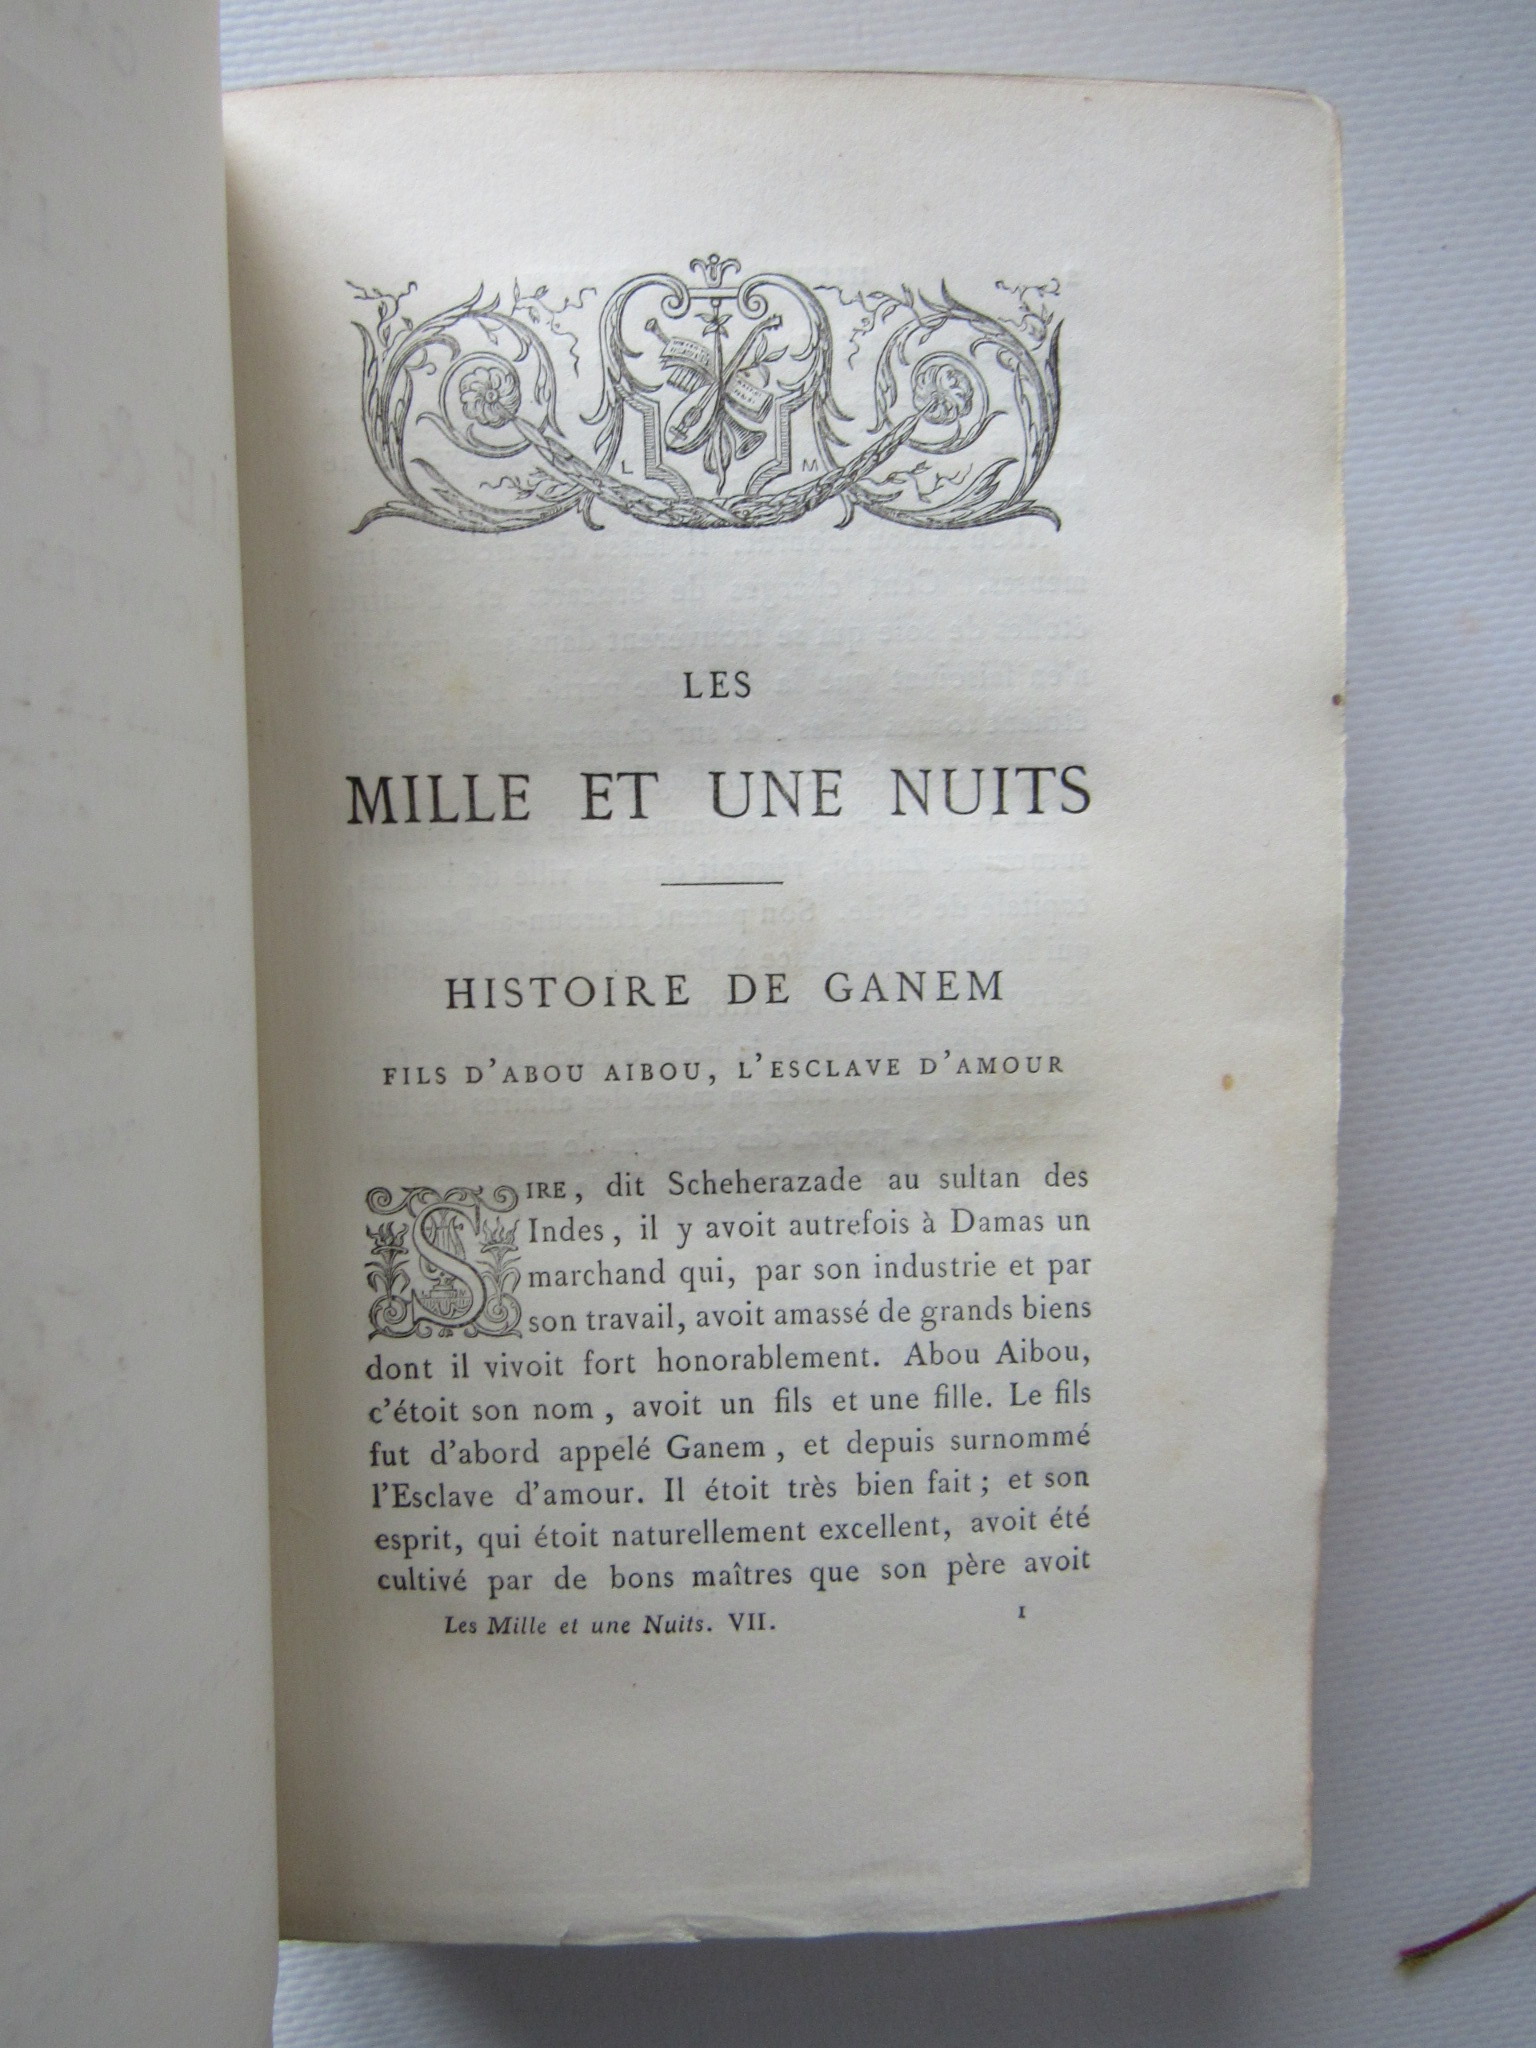 L M
LES
MILLE ET UNE NUITS
HISTOIRE DE GANEM
FILS D'ABOU AIBOU, L'ESCLAVE D'AMOUR
SIRE, dit Scheherazade au sultan des
Indes, il y avoit autrefois à Damas un
marchand qui, par son industrie et par
son travail, avoit amassé de grands biens
dont il vivoit fort honorablement. Abou Aibou,
c'étoit son nom, avoit un fils et une fille. Le fils
fut d'abord appelé Ganem, et depuis surnommé
l'Esclave d'amour. Il étoit très bien fait; et son
esprit, qui étoit naturellement excellent, avoit été
cultivé par de bons maîtres que son père avoit
Les Mille et une Nuits. VII. 1